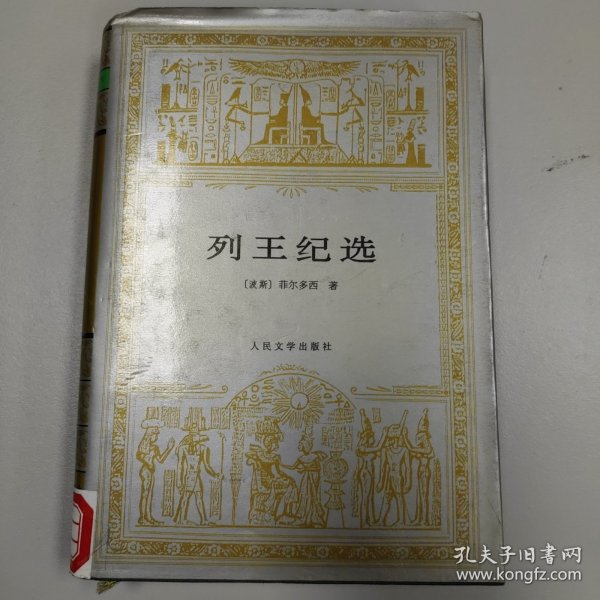 列王纪选
〔波斯〕菲尔多西 著
人民文学出版社
孔夫子旧书网
www.kongfz.com